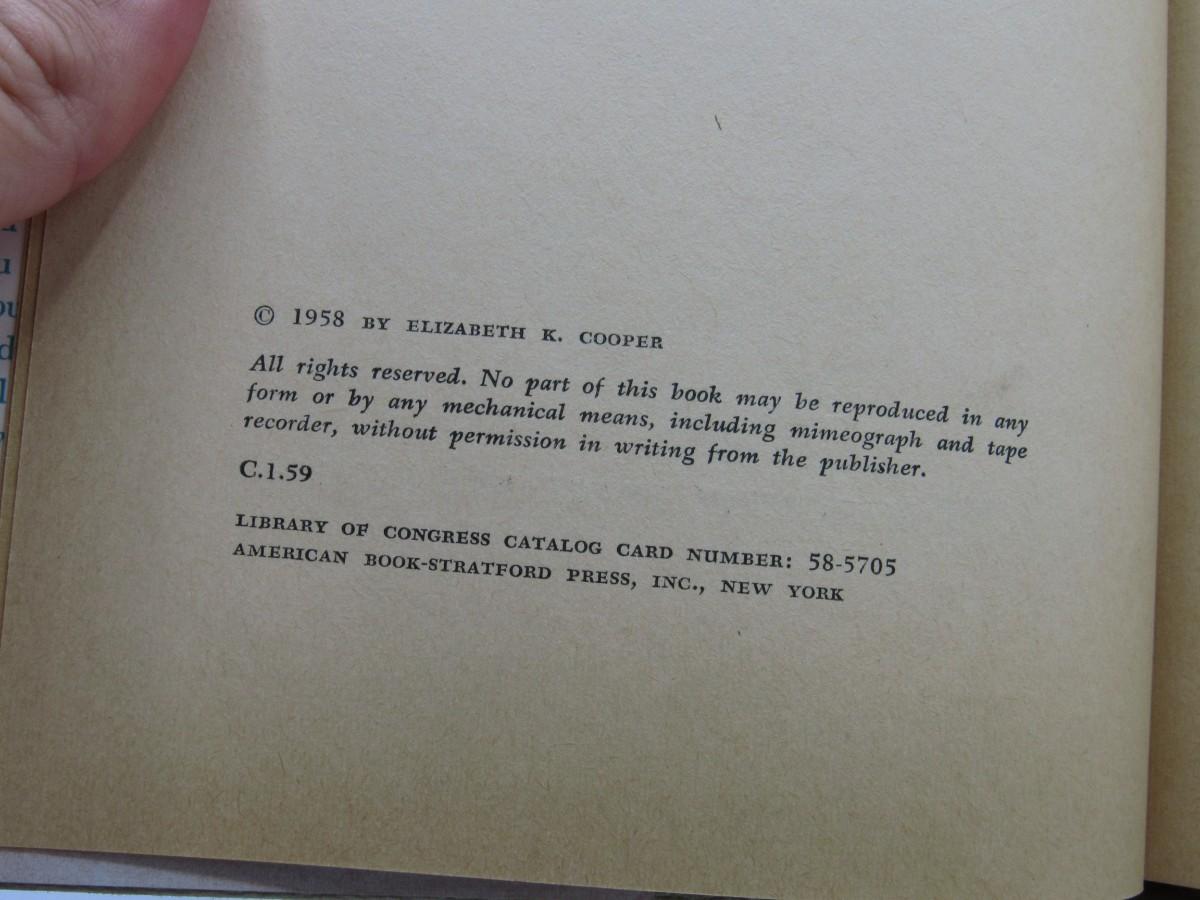 © 1958 BY ELIZABETH K. COOPER
All rights reserved. No part of this book may be reproduced in any
form or by any mechanical means, including mimeograph and tape
recorder, without permission in writing from the publisher.
C.1.59
LIBRARY OF CONGRESS CATALOG CARD NUMBER: 58-5705
AMERICAN BOOK-STRATFORD PRESS, INC., NEW YORK